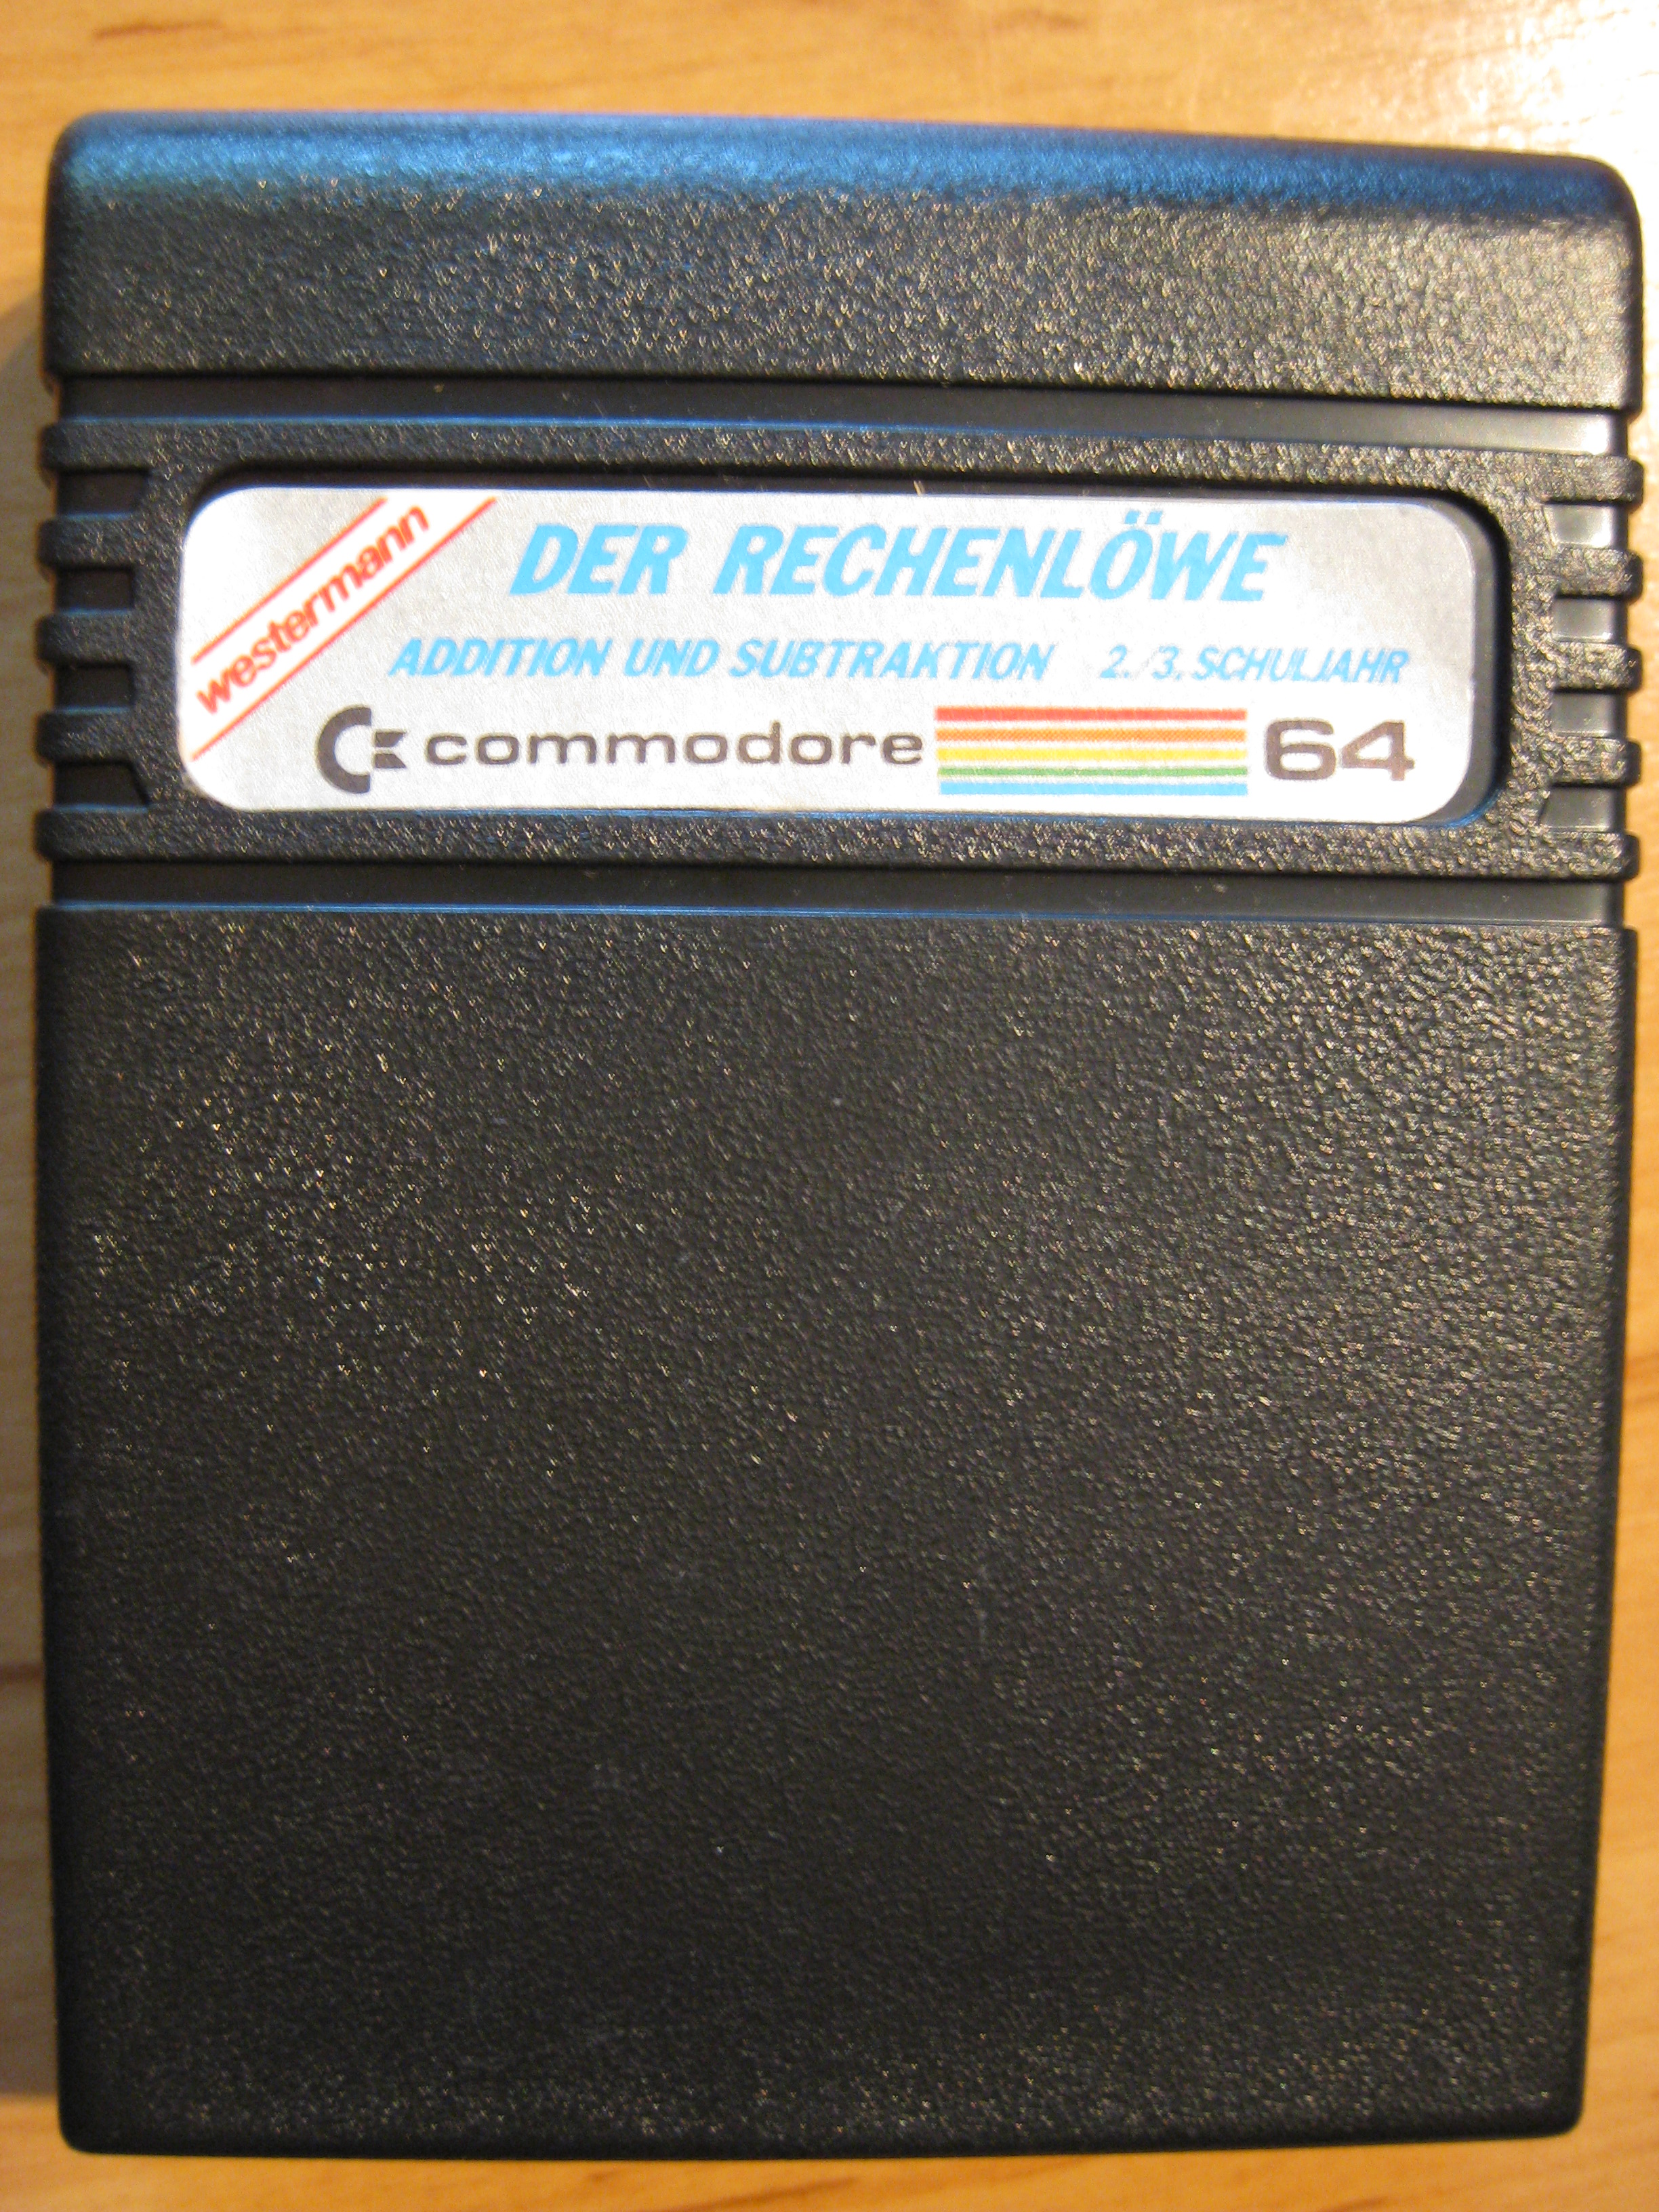 westermann
DER RECHENLÖWE
ADDITION UND SUBTRAKTION 2./3. SCHULJAHR
commodore 64